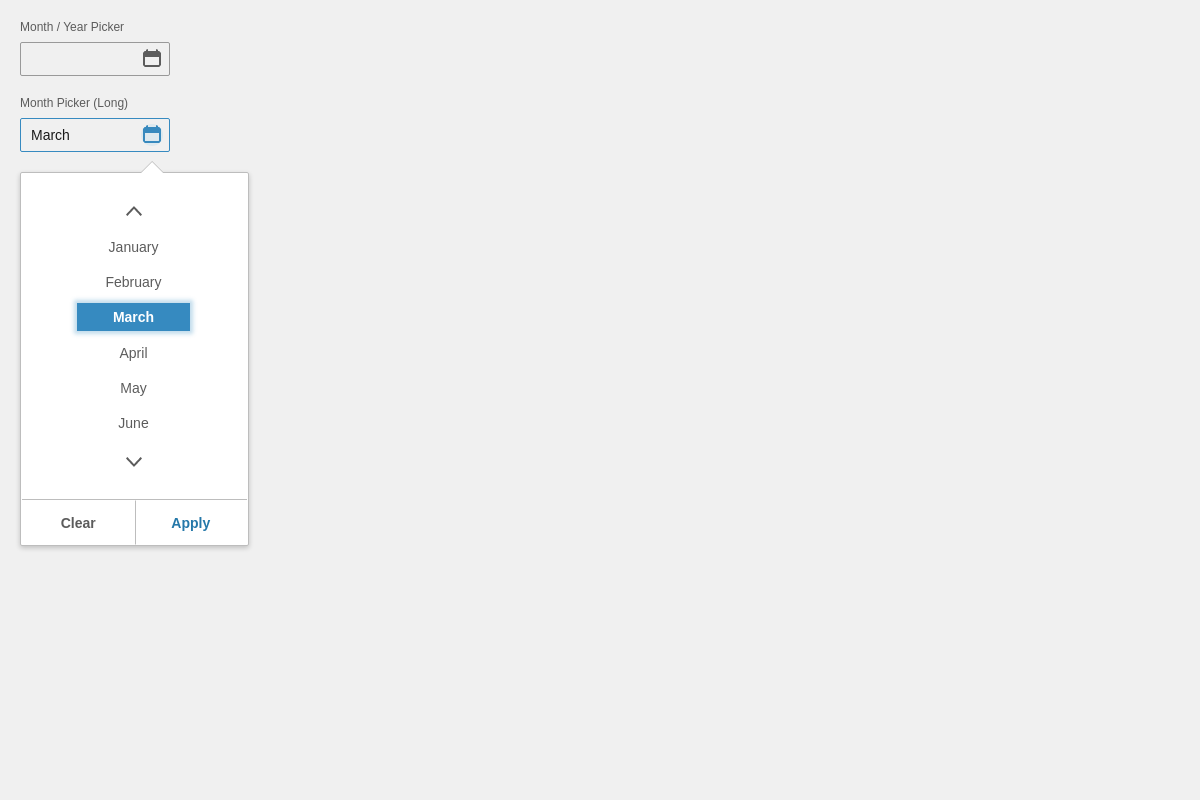 Month / Year Picker
Month Picker (Long)
March
January
February
March
April
May
June
Clear Apply